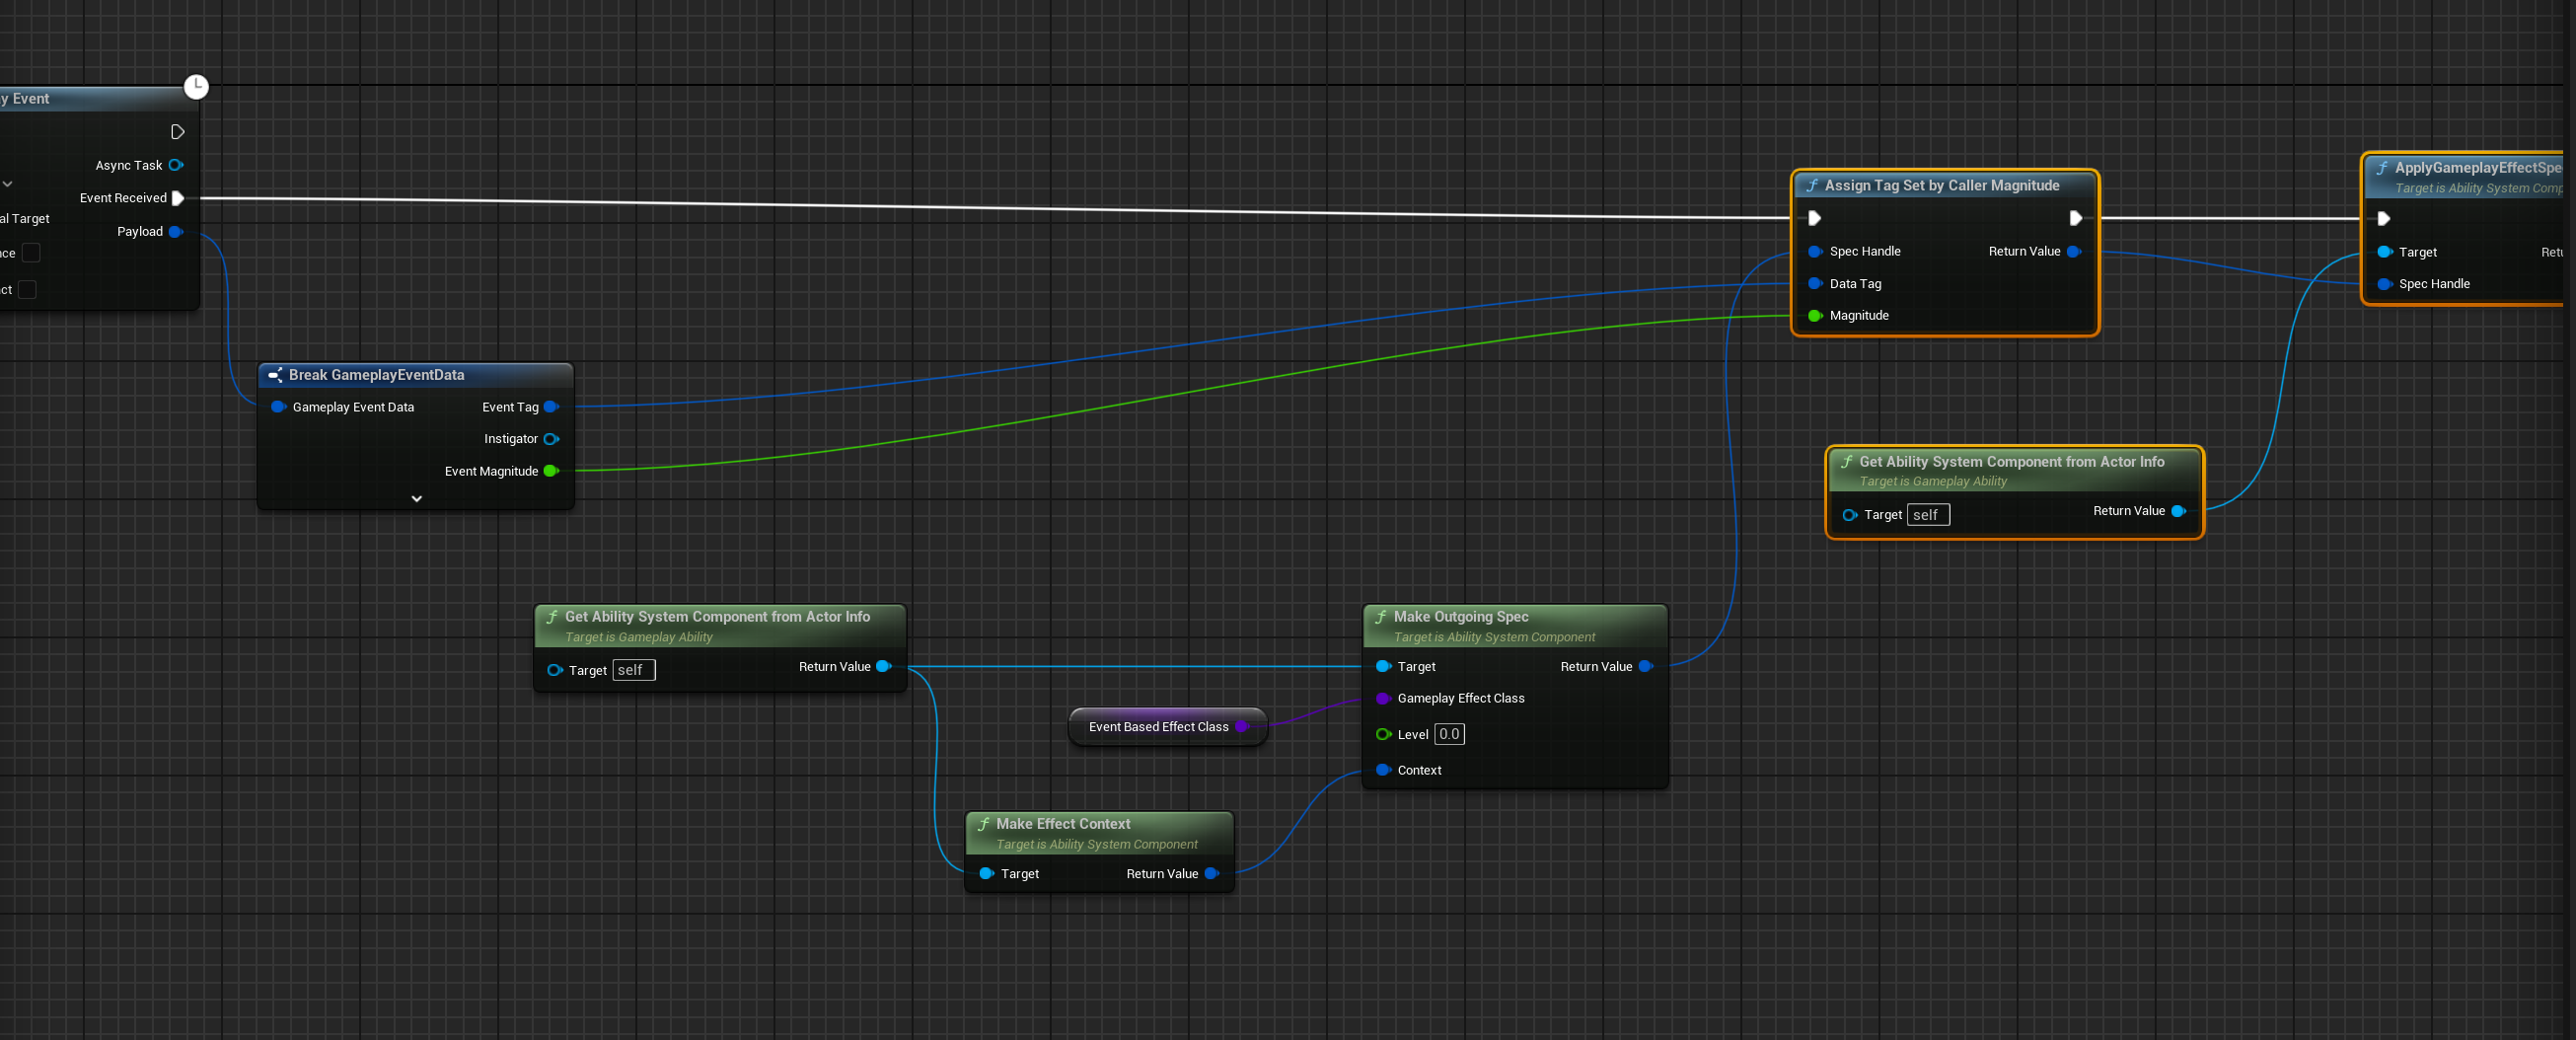 y Event
Async Task
Event Received
al Target
Payload
nce
ct
Assign Tag Set by Caller Magnitude
Spec Handle
Return Value
Data Tag
Magnitude
ApplyGameplayEffectSpe
Target is Ability System Comp
Target
Retu
Spec Handle
Break GameplayEventData
Gameplay Event Data
Event Tag
Instigator
Event Magnitude
Get Ability System Component from Actor Info
Target is Gameplay Ability
Target self
Return Value
Get Ability System Component from Actor Info
Target is Gameplay Ability
Target self
Return Value
Make Outgoing Spec
Target is Ability System Component
Target
Return Value
Gameplay Effect Class
Level 0.0
Context
Event Based Effect Class
Make Effect Context
Target is Ability System Component
Target
Return Value